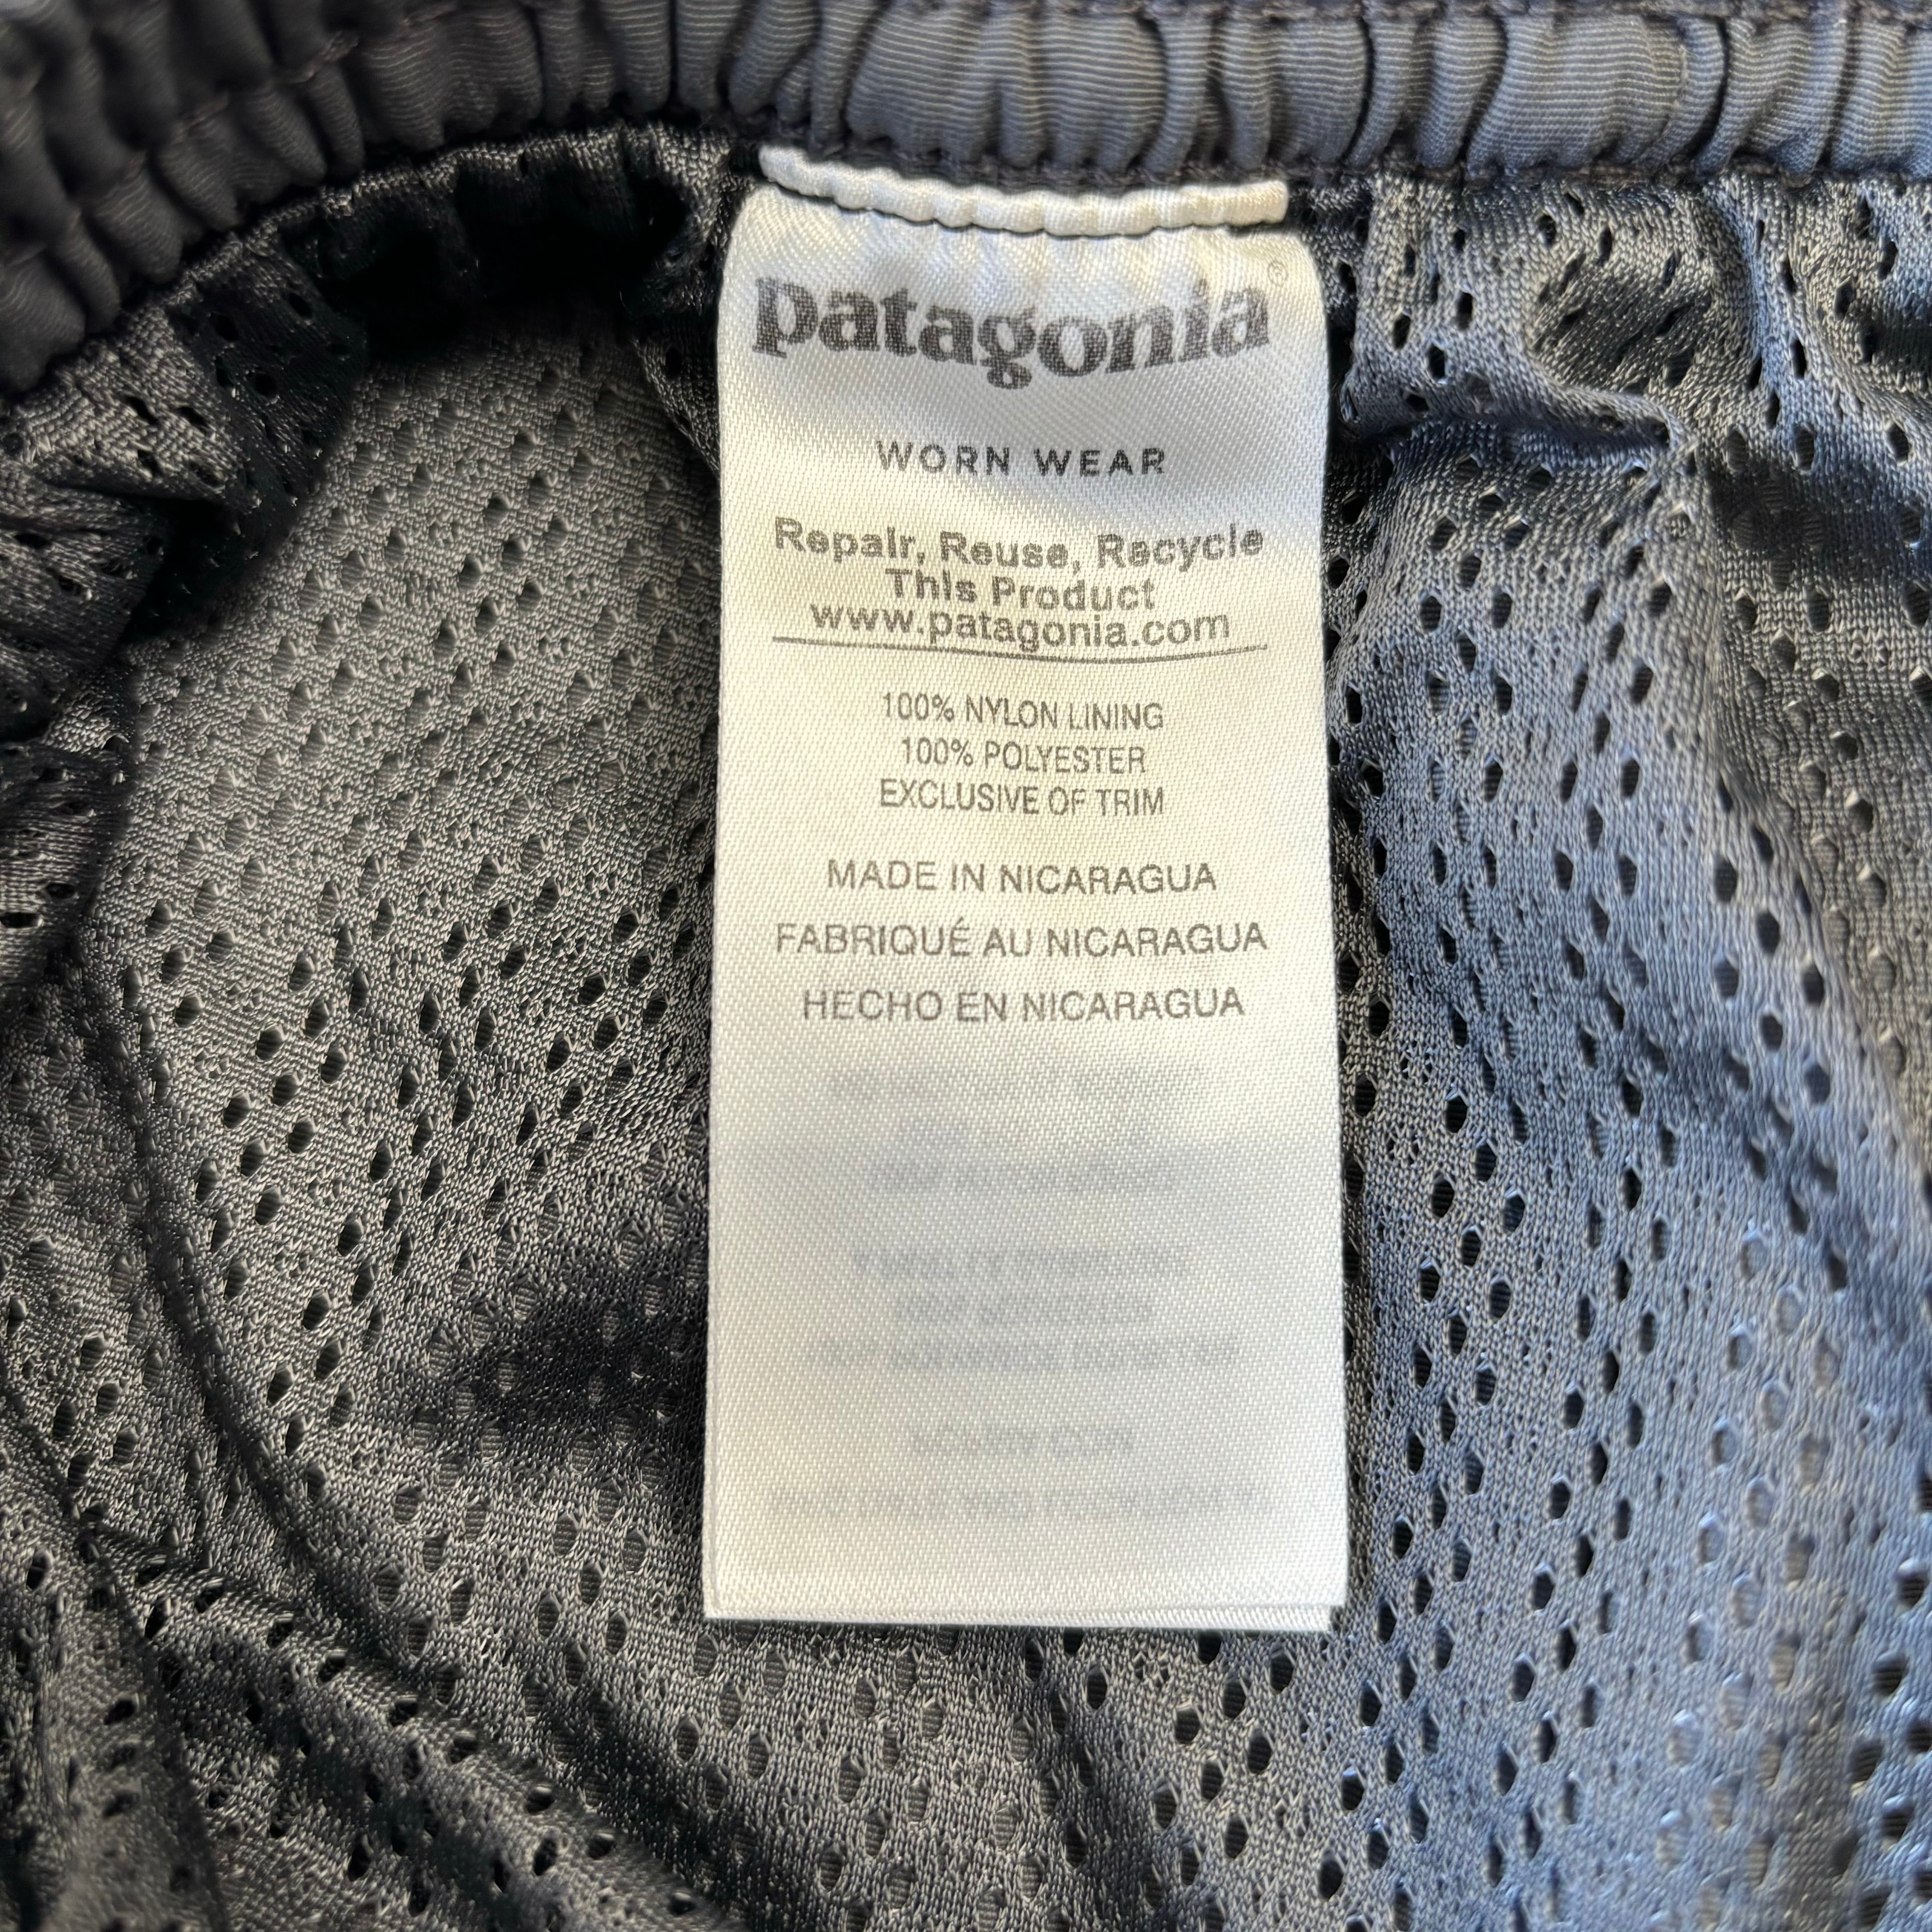 patagonia®
WORN WEAR
Repair, Reuse, Recycle
This Product
www.patagonia.com
100% NYLON LINING
100% POLYESTER
EXCLUSIVE OF TRIM
MADE IN NICARAGUA
FABRIQUÉ AU NICARAGUA
HECHO EN NICARAGUA